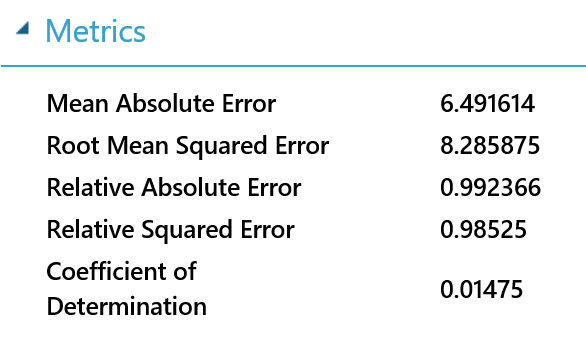 Metrics
Mean Absolute Error 6.491614
Root Mean Squared Error 8.285875
Relative Absolute Error 0.992366
Relative Squared Error 0.98525
Coefficient of
Determination 0.01475